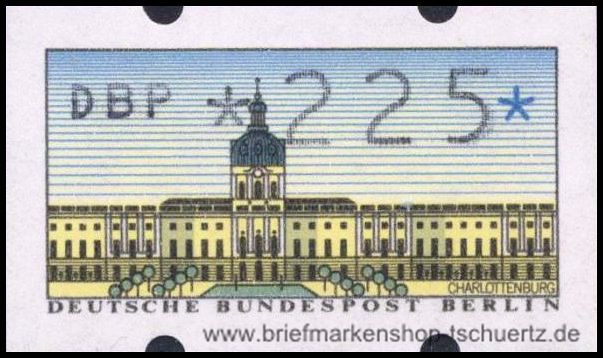 DBP *225*
CHARLOTTENBURG
DEUTSCHE BUNDESPOST BERLIN
www.briefmarkenshop-tschuertz.de